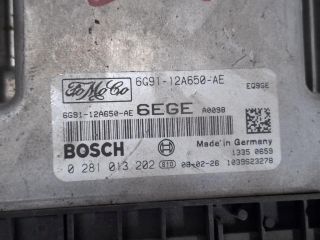 FoMoCo 6G91-12A650-AE EQ9GE
6G91-12A650-AE 6EGE A0098
BOSCH Made in Germany
1335 0659
0 281 013 202 810 08-02-26 1039S23278